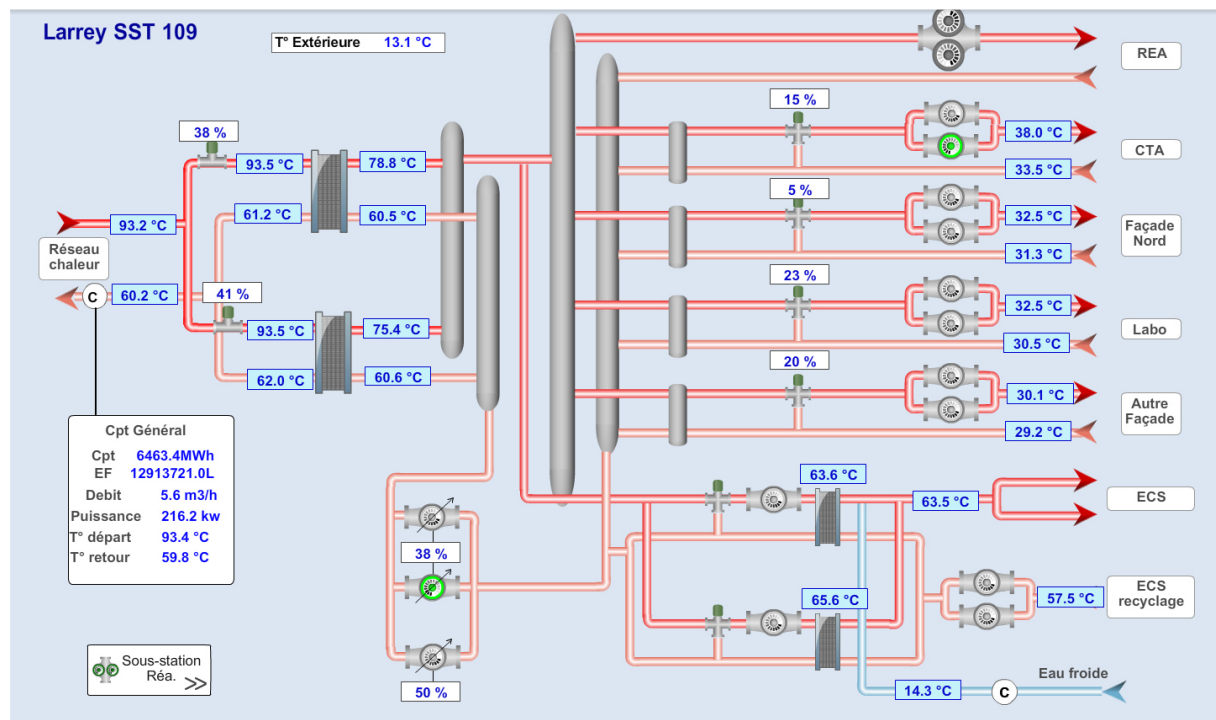 Larrey SST 109
T° Extérieure 13.1 °C
REA
15 %
38.0 °C
CTA
33.5 °C
38 %
93.5 °C
78.8 °C
5 %
32.5 °C
Façade
Nord
31.3 °C
61.2 °C
60.5 °C
93.2 °C
Réseau
chaleur
60.2 °C
C
41 %
93.5 °C
75.4 °C
62.0 °C
60.6 °C
23 %
32.5 °C
Labo
30.5 °C
20 %
30.1 °C
Autre
Façade
29.2 °C
Cpt Général
Cpt 6463.4MWh
EF 12913721.0L
Debit 5.6 m3/h
Puissance 216.2 kw
T° départ 93.4 °C
T° retour 59.8 °C
63.6 °C
63.5 °C
ECS
38 %
65.6 °C
57.5 °C
ECS
recyclage
50 %
Eau froide
14.3 °C
C
Sous-station
Réa.
>>